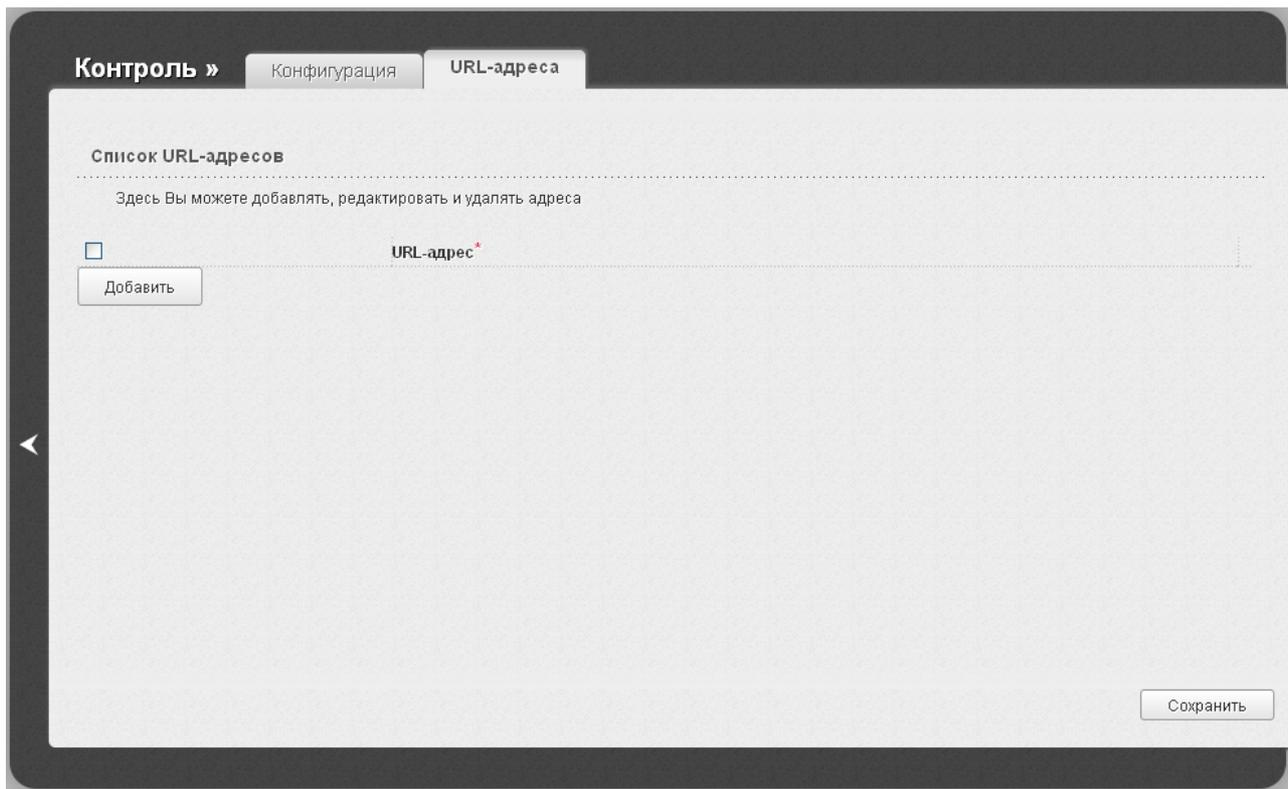 Контроль »
Конфигурация
URL-адреса
Список URL-адресов
Здесь Вы можете добавлять, редактировать и удалять адреса
URL-адрес*
Добавить
Сохранить